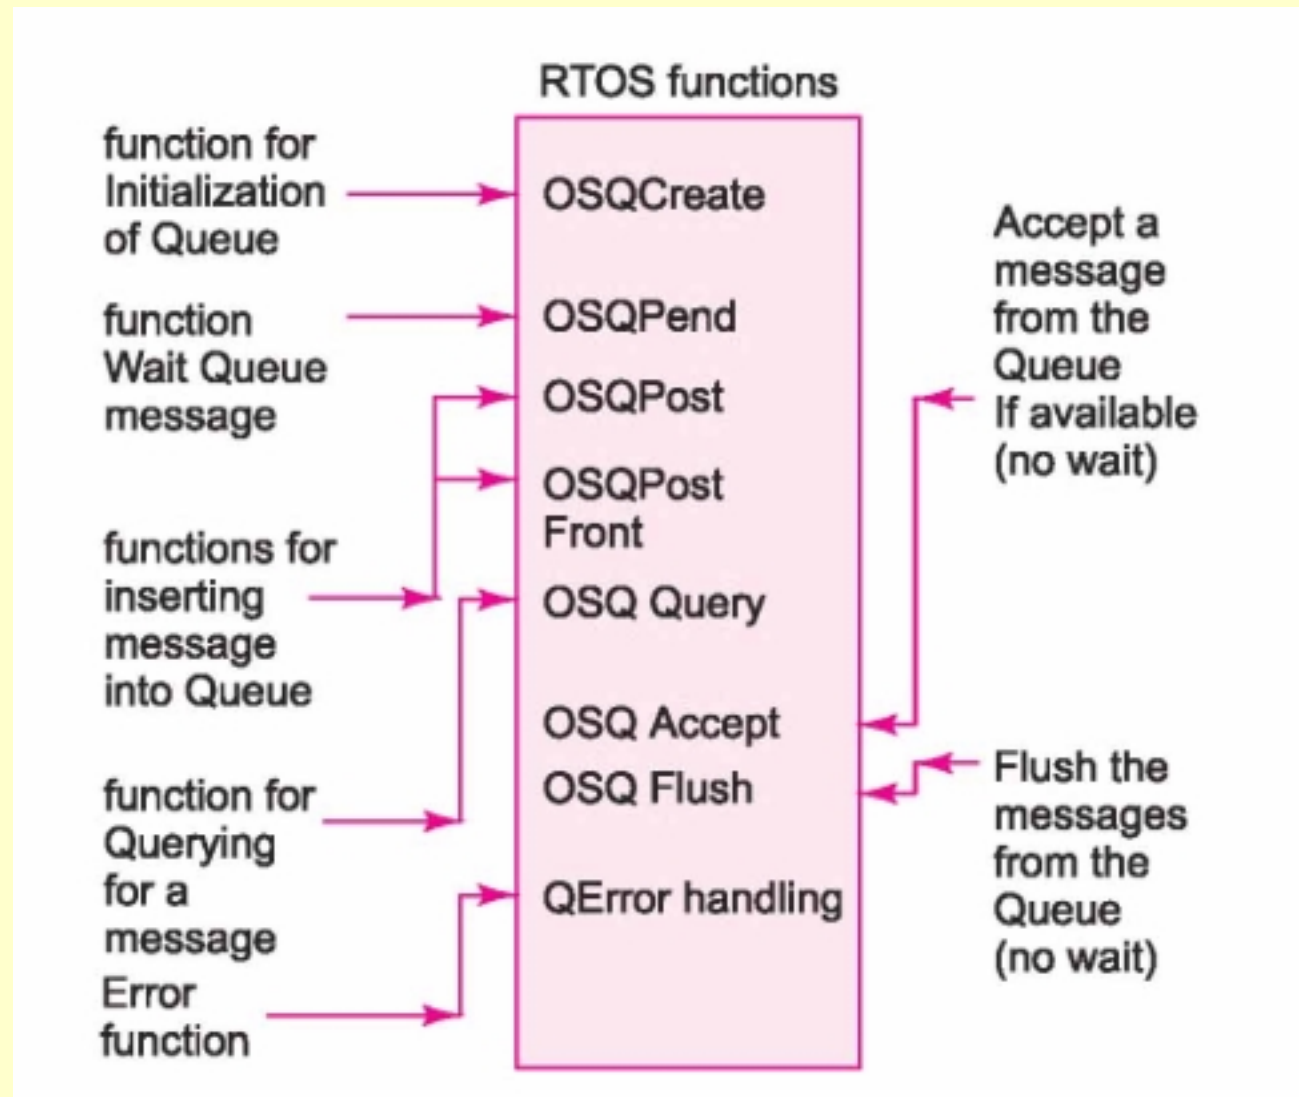 RTOS functions
function for
Initialization
of Queue
function
Wait Queue
message
functions for
inserting
message
into Queue
function for
Querying
for a
message
Error
function
OSQCreate
OSQPend
OSQPost
OSQPost
Front
OSQ Query
OSQ Accept
OSQ Flush
QError handling
Accept a
message
from the
Queue
If available
(no wait)
Flush the
messages
from the
Queue
(no wait)